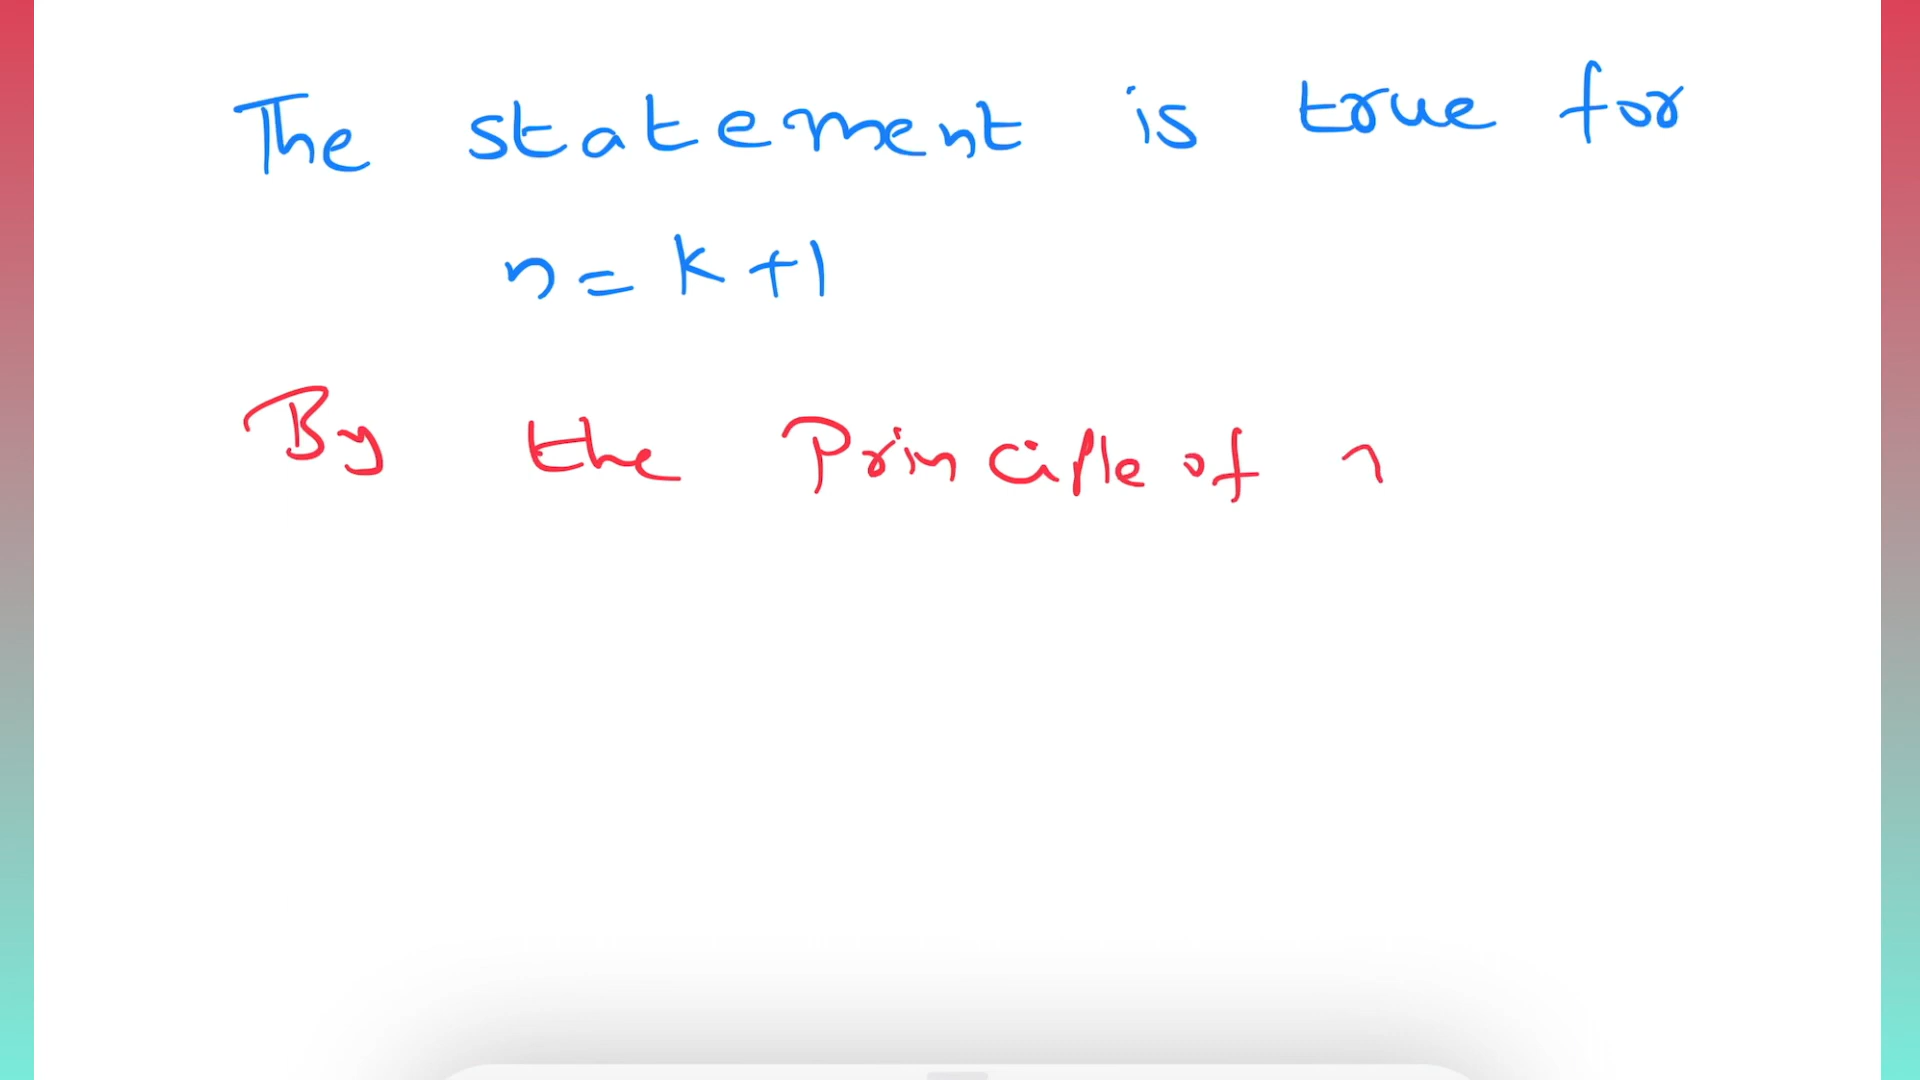 The statement is true for
n = k + 1
By the Principle of